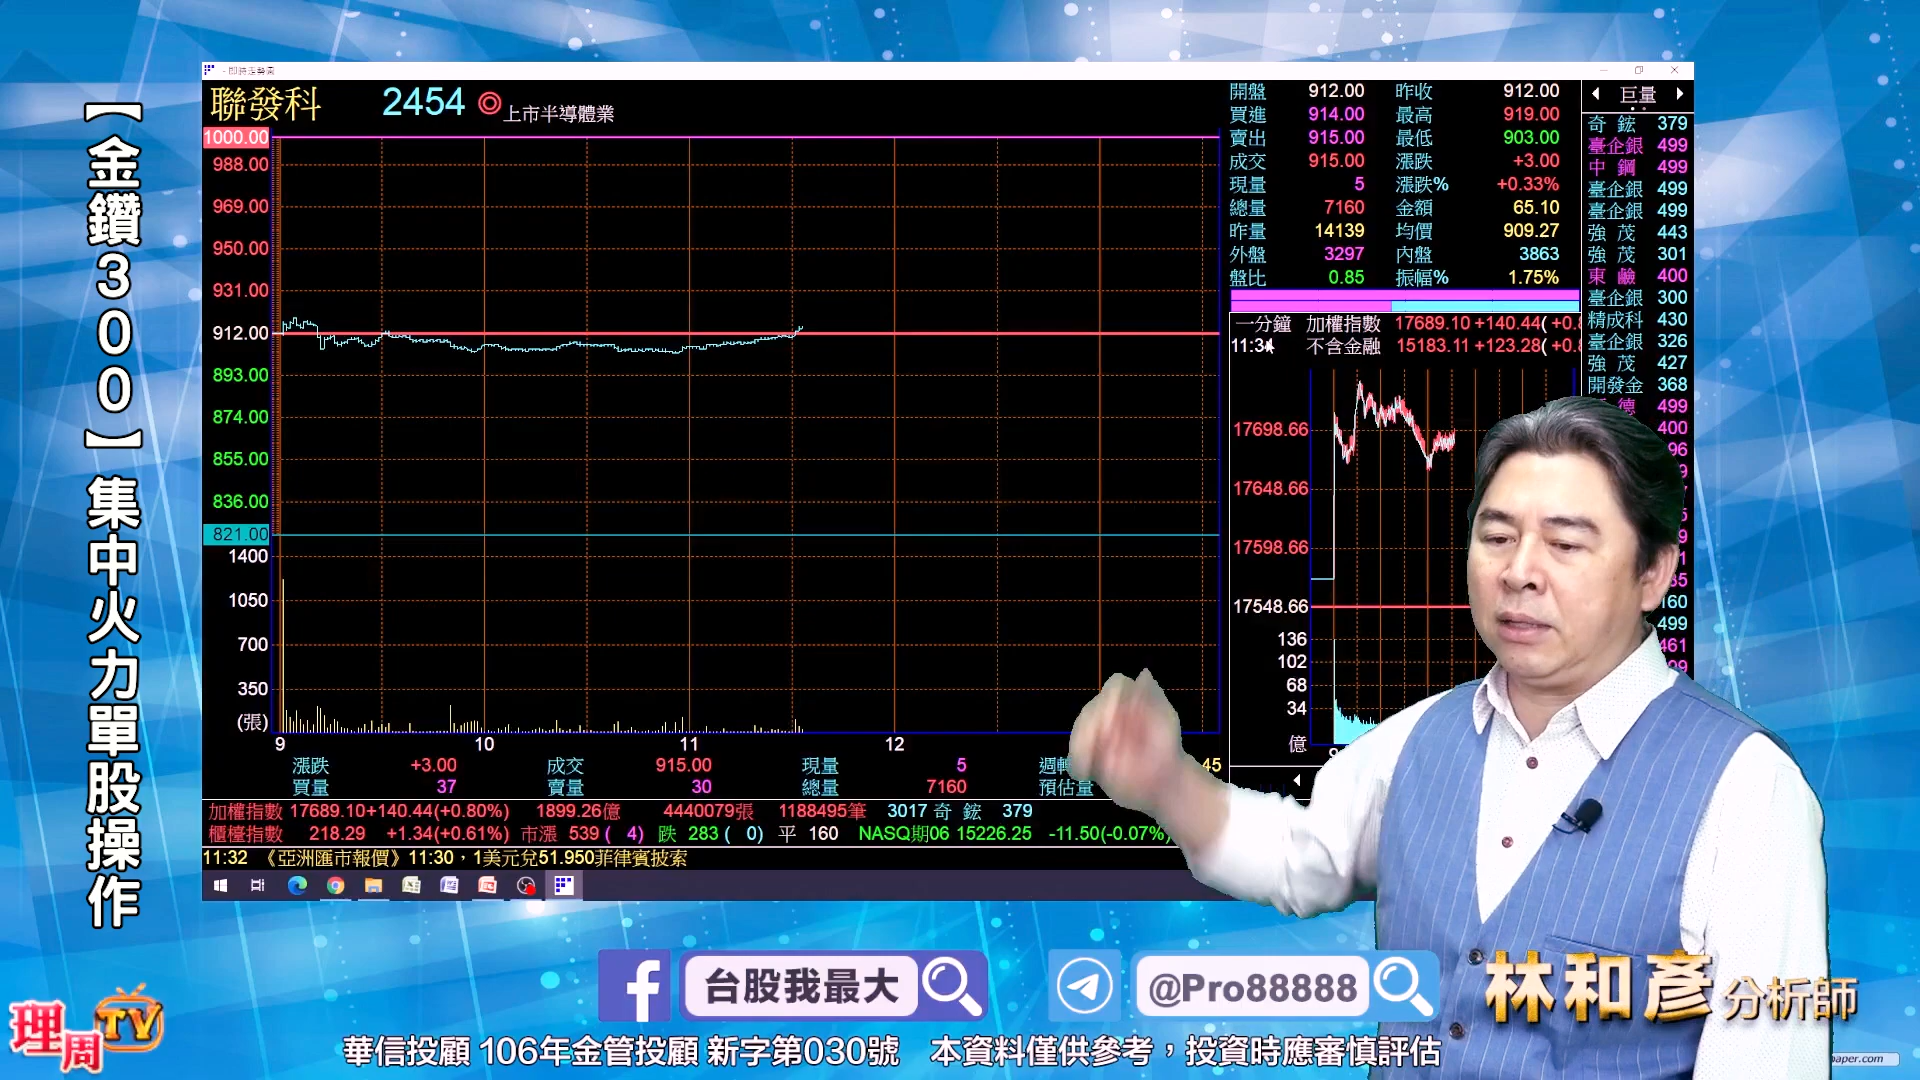 【金鑽300】集中火力單股操作
-即時走勢圖
聯發科 2454 ◎上市半導體業
1000.00
988.00
969.00
950.00
931.00
912.00
893.00
874.00
855.00
836.00
821.00
1400
1050
700
350
(張)
9 10 11 12
開盤 912.00 昨收 912.00
買進 914.00 最高 919.00
賣出 915.00 最低 903.00
成交 915.00 漲跌 +3.00
現量 5 漲跌% +0.33%
總量 7160 金額 65.10
昨量 14139 均價 909.27
外盤 3297 內盤 3863
盤比 0.85 振幅% 1.75%
一分鐘 加權指數 17689.10 +140.44( +0.8
11:34 不含金融 15183.11 +123.28( +0.8
17698.66
17648.66
17598.66
17548.66
136
102
68
34
億
巨量
奇鋐 379
臺企銀 499
中鋼 499
臺企銀 499
臺企銀 499
強茂 443
強茂 301
東鹼 400
臺企銀 300
精成科 430
臺企銀 326
強茂 427
開發金 368
德 499
400
160
499
漲跌 +3.00 成交 915.00 現量 5 45
買量 37 賣量 30 總量 7160 預估量
加權指數 17689.10+140.44(+0.80%) 1899.26億 4440079張 1188495筆 3017 奇鋐 379
櫃檯指數 218.29 +1.34(+0.61%) 市漲 539 ( 4) 跌 283 ( 0) 平 160 NASQ期06 15226.25 -11.50(-0.07%)
11:32 《亞洲匯市報價》11:30，1美元兌51.950菲律賓披索
台股我最大
@Pro88888
林和彥 分析師
理周TV
華信投顧 106年金管投顧 新字第030號 本資料僅供參考，投資時應審慎評估
paper.com